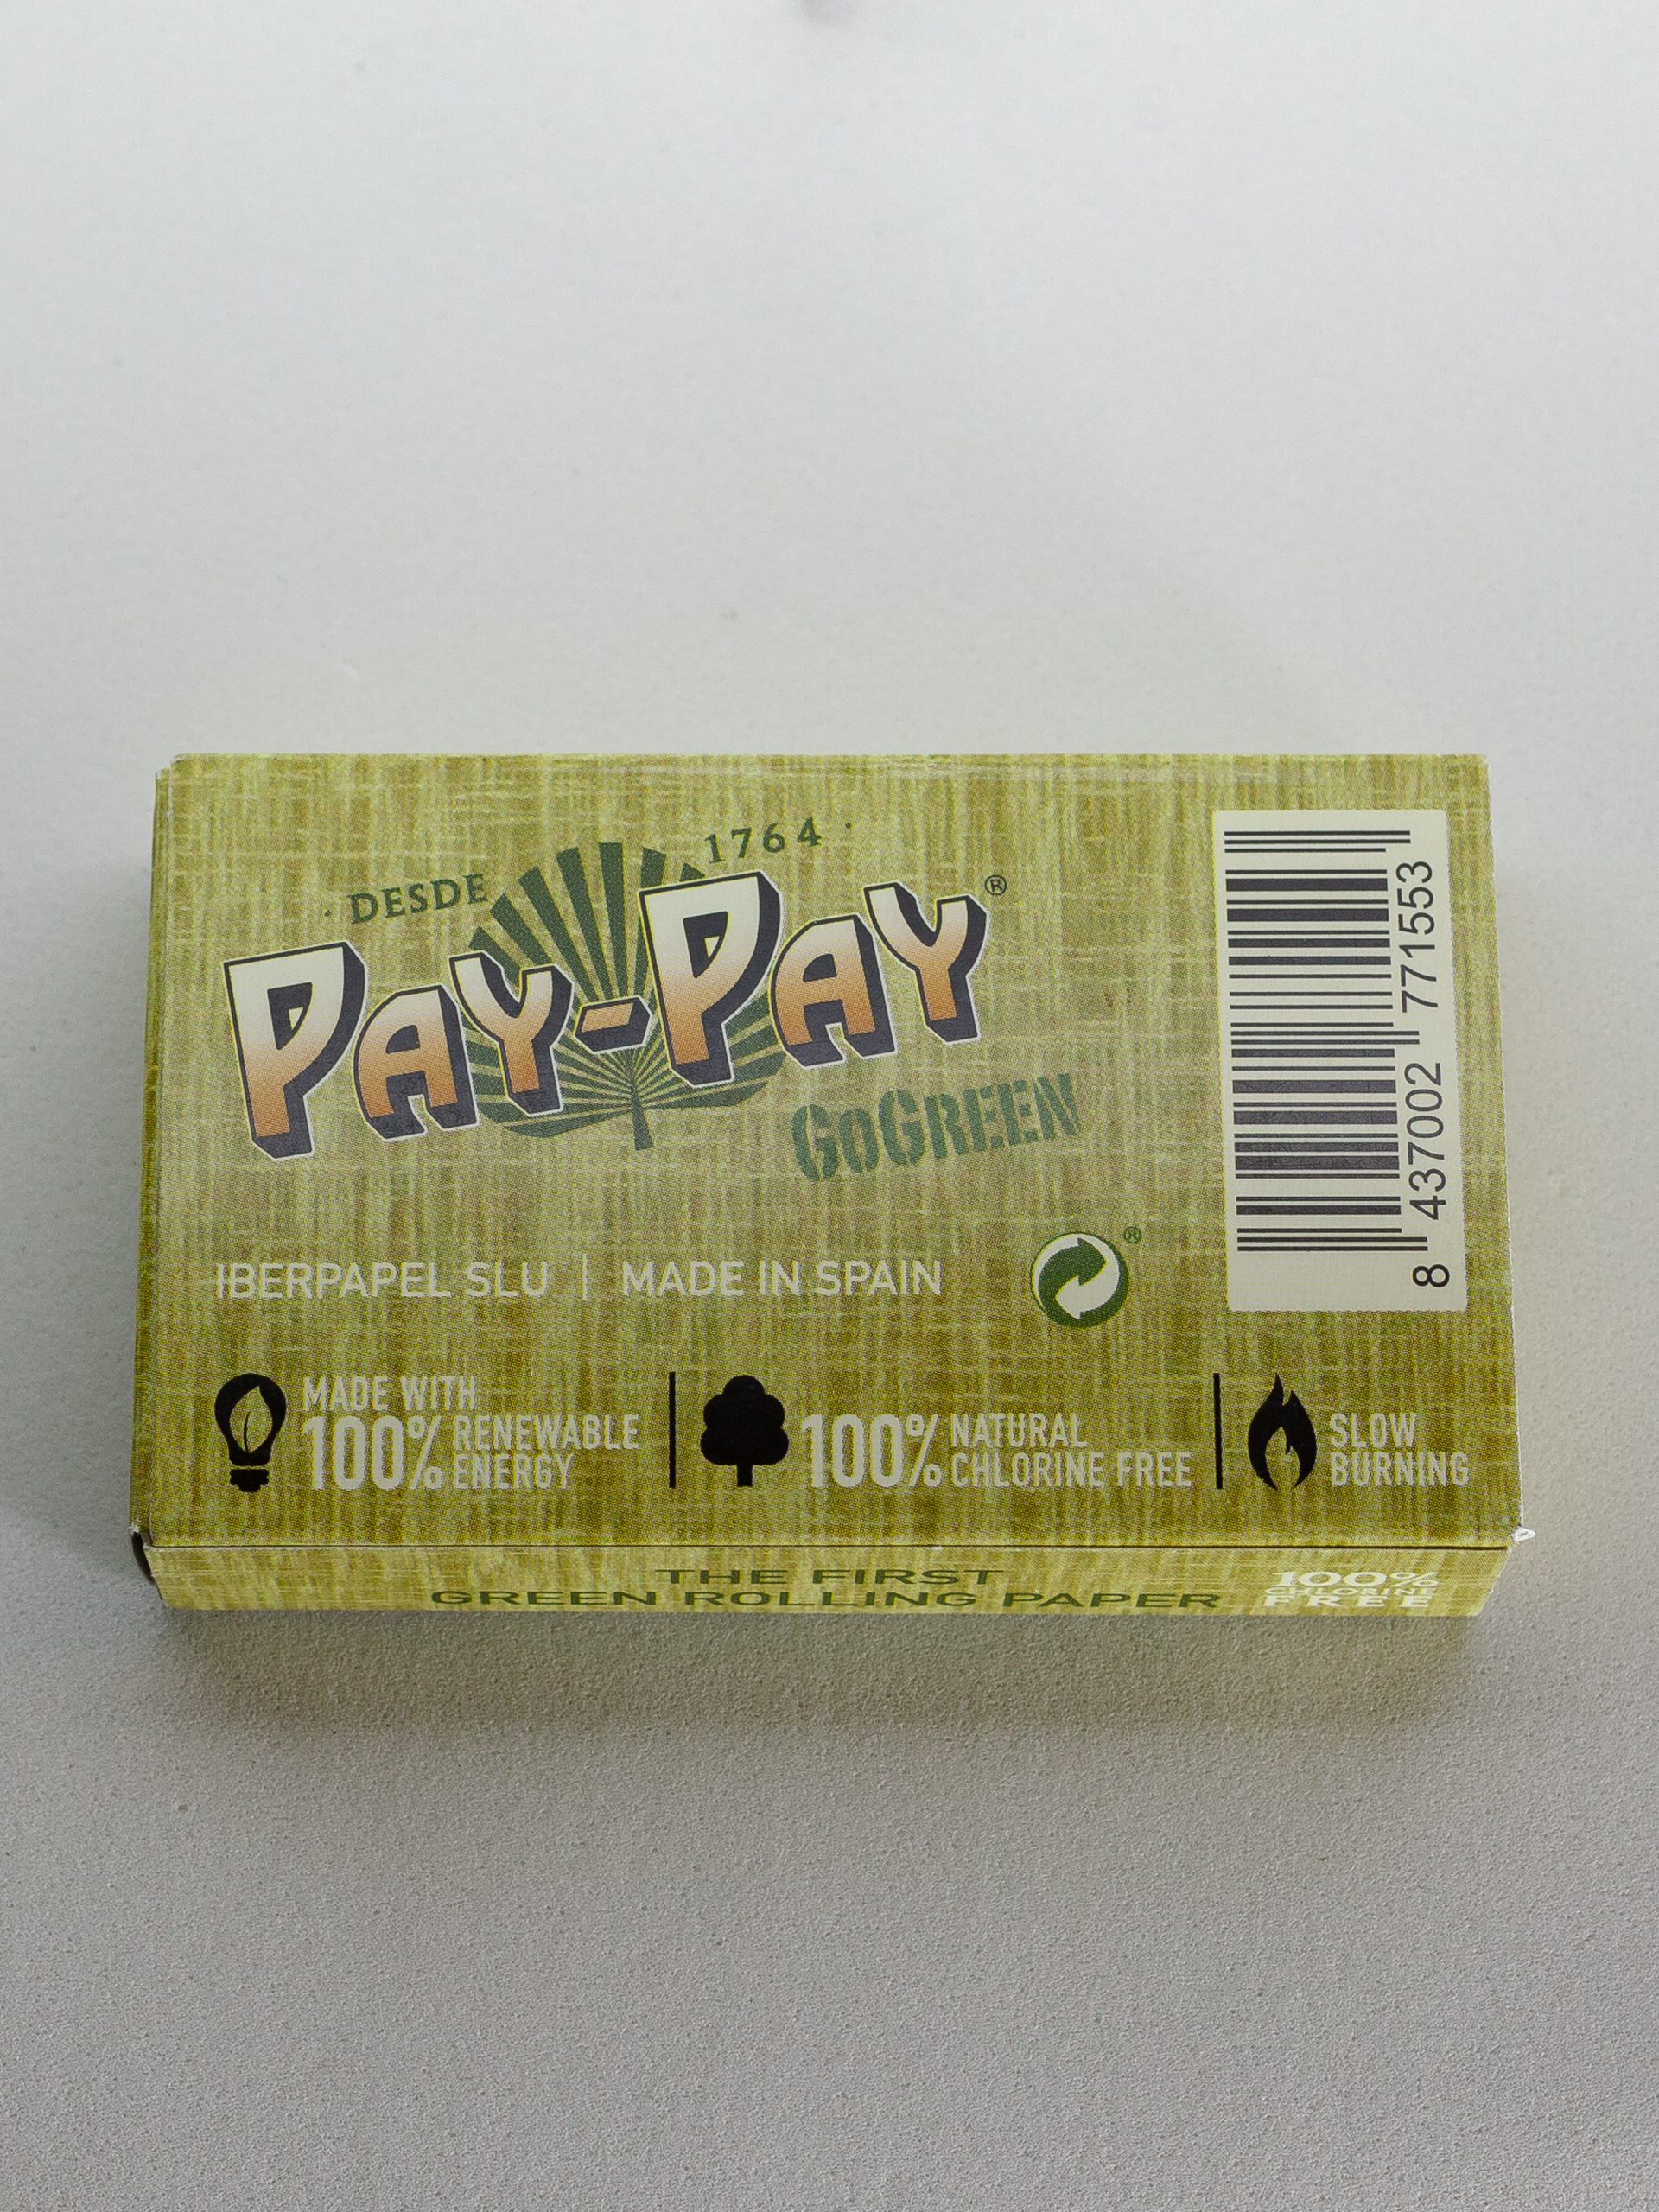 · DESDE 1764 ·
PAY-PAY®
GOGREEN
IBERPAPEL SLU | MADE IN SPAIN
®
MADE WITH
100% RENEWABLE
ENERGY
100% NATURAL
CHLORINE FREE
SLOW
BURNING
8 437002 771553
THE FIRST
GREEN ROLLING PAPER
100%
CHLORINE
FREE